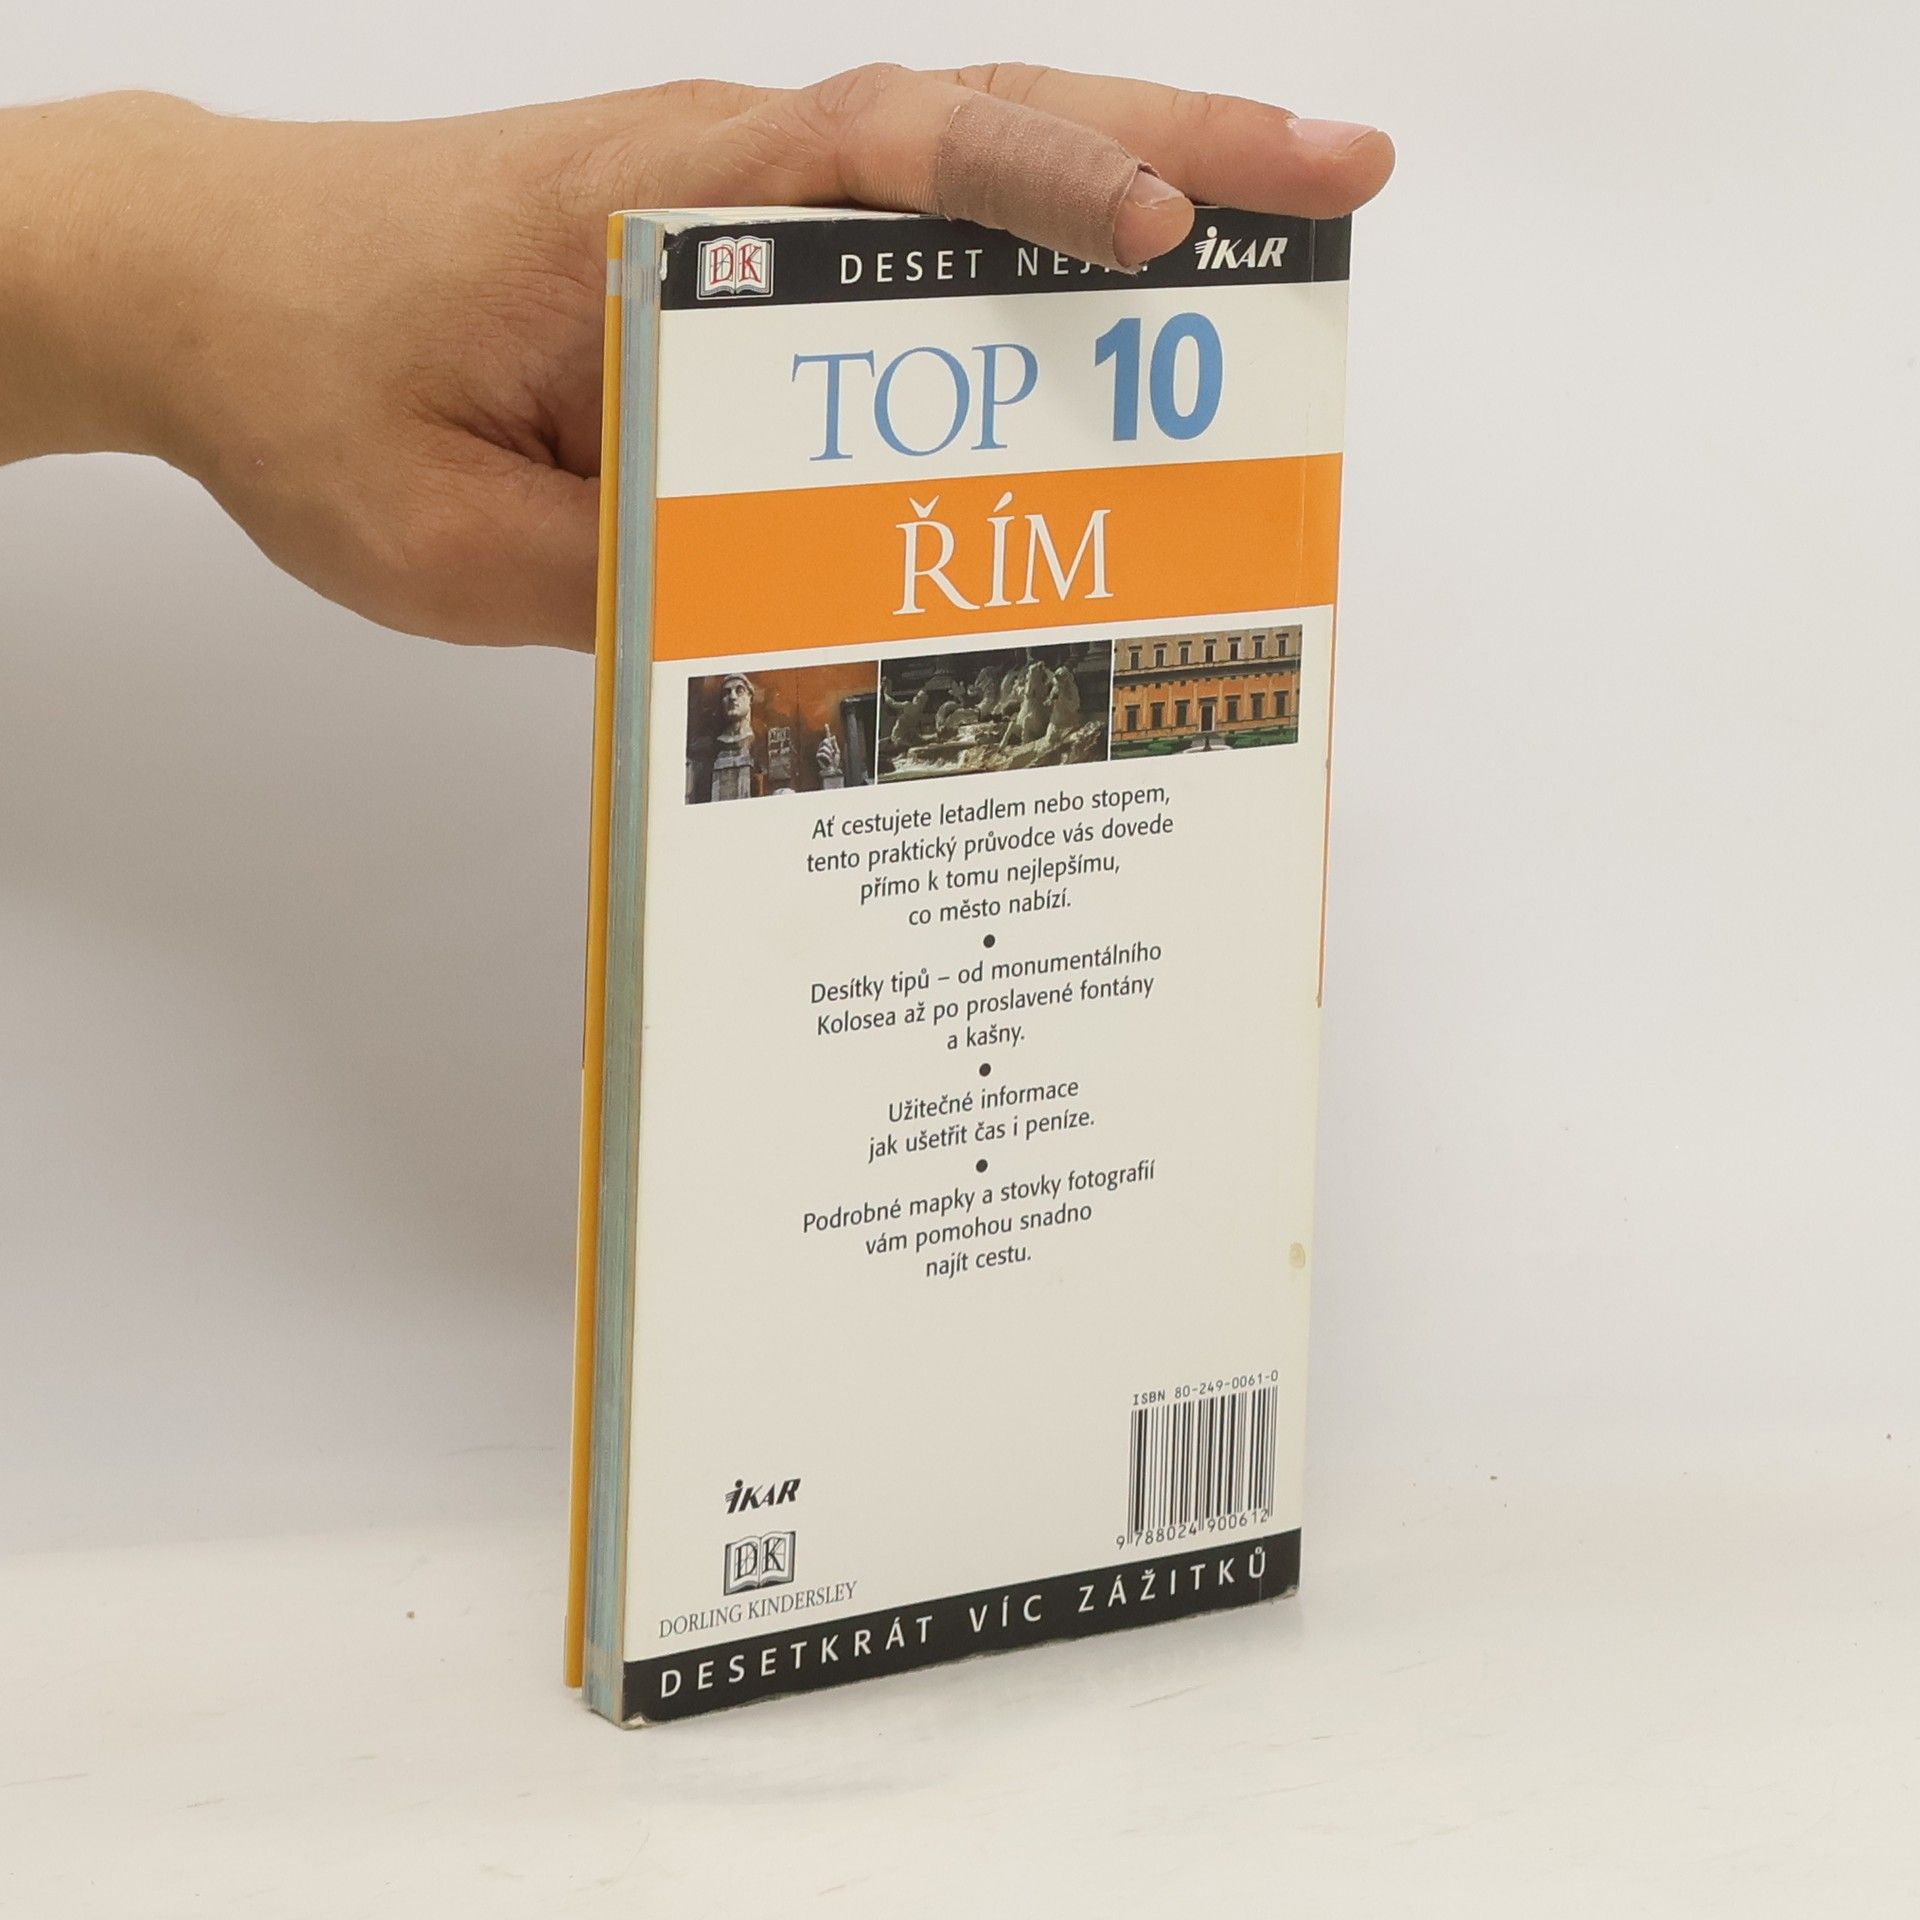 DK DESET IKAR
TOP 10
ŘÍM
Ať cestujete letadlem nebo stopem,
tento praktický průvodce vás dovede
přímo k tomu nejlepšímu,
co město nabízí.
Desítky tipů – od monumentálního
Kolosea až po proslavené fontány
a kašny.
Užitečné informace
jak ušetřit čas i peníze.
Podrobné mapky a stovky fotografií
vám pomohou snadno
najít cestu.
ISBN 80-249-0061-0
9 788024 900612
IKAR
DK
DORLING KINDERSLEY
DESETKRÁT VÍC ZÁŽITKŮ